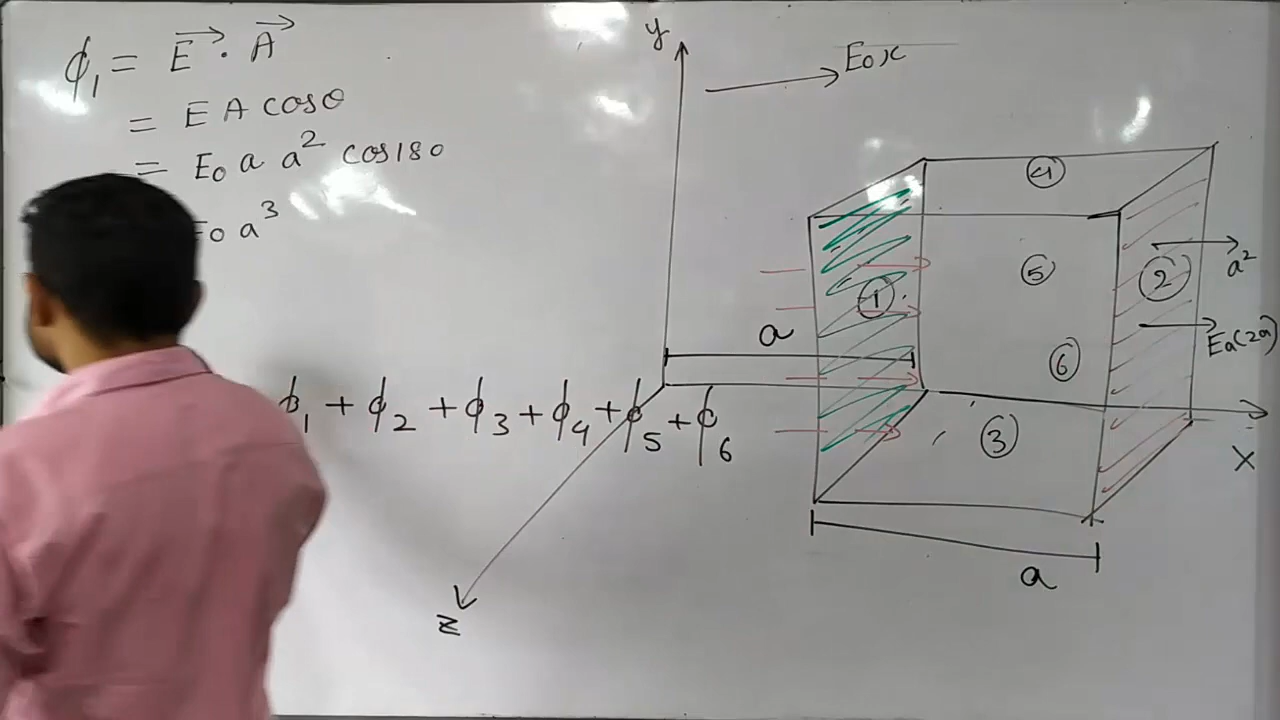 ϕ₁ = E⃗ · A⃗
= E A cosθ
= E₀ a a² cos180
E₀ a³
ϕ₁ + ϕ₂ + ϕ₃ + ϕ₄ + ϕ₅ + ϕ₆
y
E₀x
④
⑤
①
②
a²
a
Ea(2a)
⑥
③
X
a
z